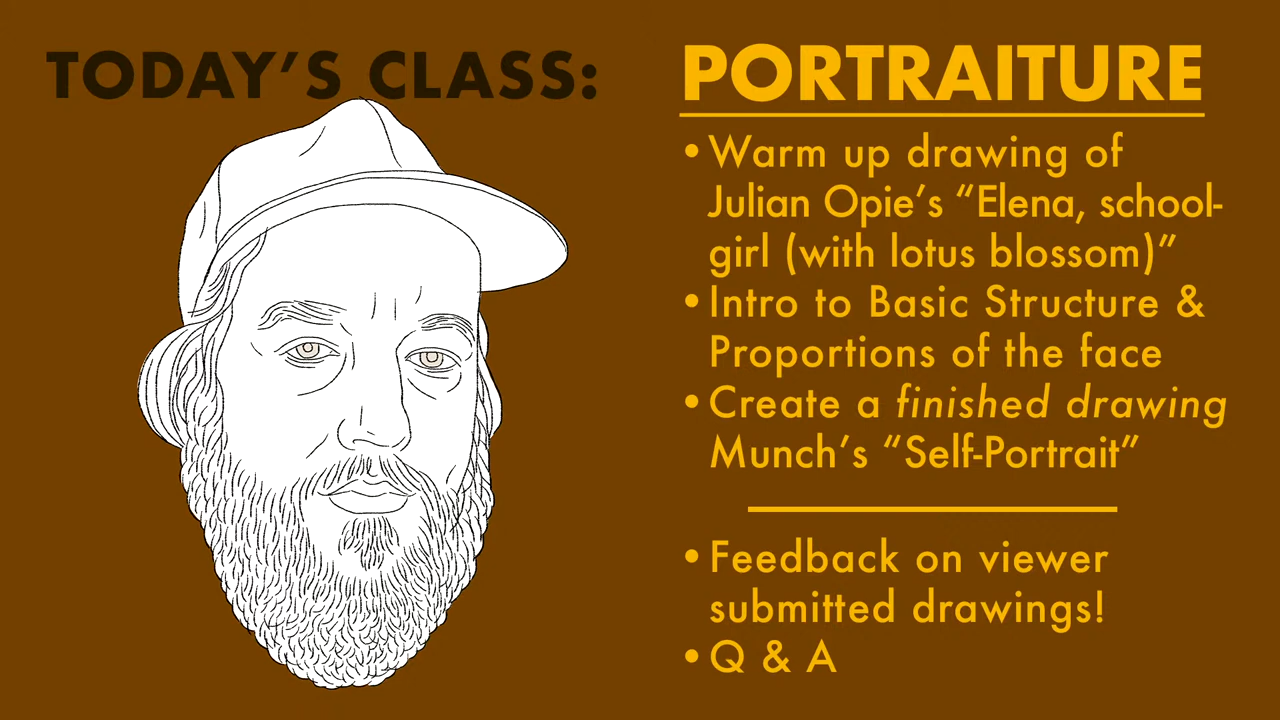 TODAY’S CLASS:
PORTRAITURE
•Warm up drawing of
Julian Opie’s “Elena, school-
girl (with lotus blossom)”
•Intro to Basic Structure &
Proportions of the face
•Create a finished drawing
Munch’s “Self-Portrait”
•Feedback on viewer
submitted drawings!
•Q & A